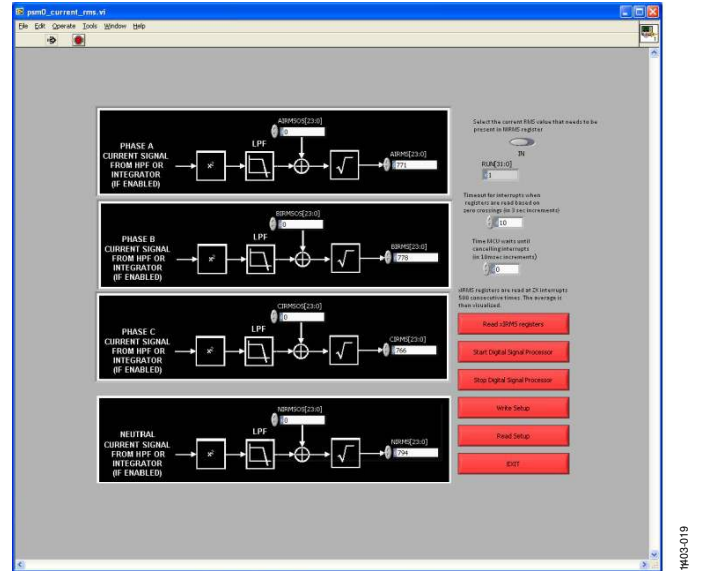 psm0_current_rms.vi
File Edit Operate Tools Window Help
AIRMSOS[23:0]
0
PHASE A
CURRENT SIGNAL
FROM HPF OR
INTEGRATOR
(IF ENABLED)
x²
LPF
√
AIRMS[23:0]
771
BIRMSOS[23:0]
0
PHASE B
CURRENT SIGNAL
FROM HPF OR
INTEGRATOR
(IF ENABLED)
x²
LPF
√
BIRMS[23:0]
778
CIRMSOS[23:0]
0
PHASE C
CURRENT SIGNAL
FROM HPF OR
INTEGRATOR
(IF ENABLED)
x²
LPF
√
CIRMS[23:0]
766
NIRMSOS[23:0]
0
NEUTRAL
CURRENT SIGNAL
FROM HPF OR
INTEGRATOR
(IF ENABLED)
x²
LPF
√
NIRMS[23:0]
794
Select the current RMS value that needs to be
present in NIRMS register
IN
RUN[31:0]
1
Timeout for interrupts when
registers are read based on
zero crossings (in 3 sec increments)
10
Time MCU waits until
cancelling interrupts
(in 10msec increments)
0
xIRMS registers are read at ZX interrupts
500 consecutive times. The average is
then visualized.
Read xIRMS registers
Start Digital Signal Processor
Stop Digital Signal Processor
Write Setup
Read Setup
EXIT
11403-019